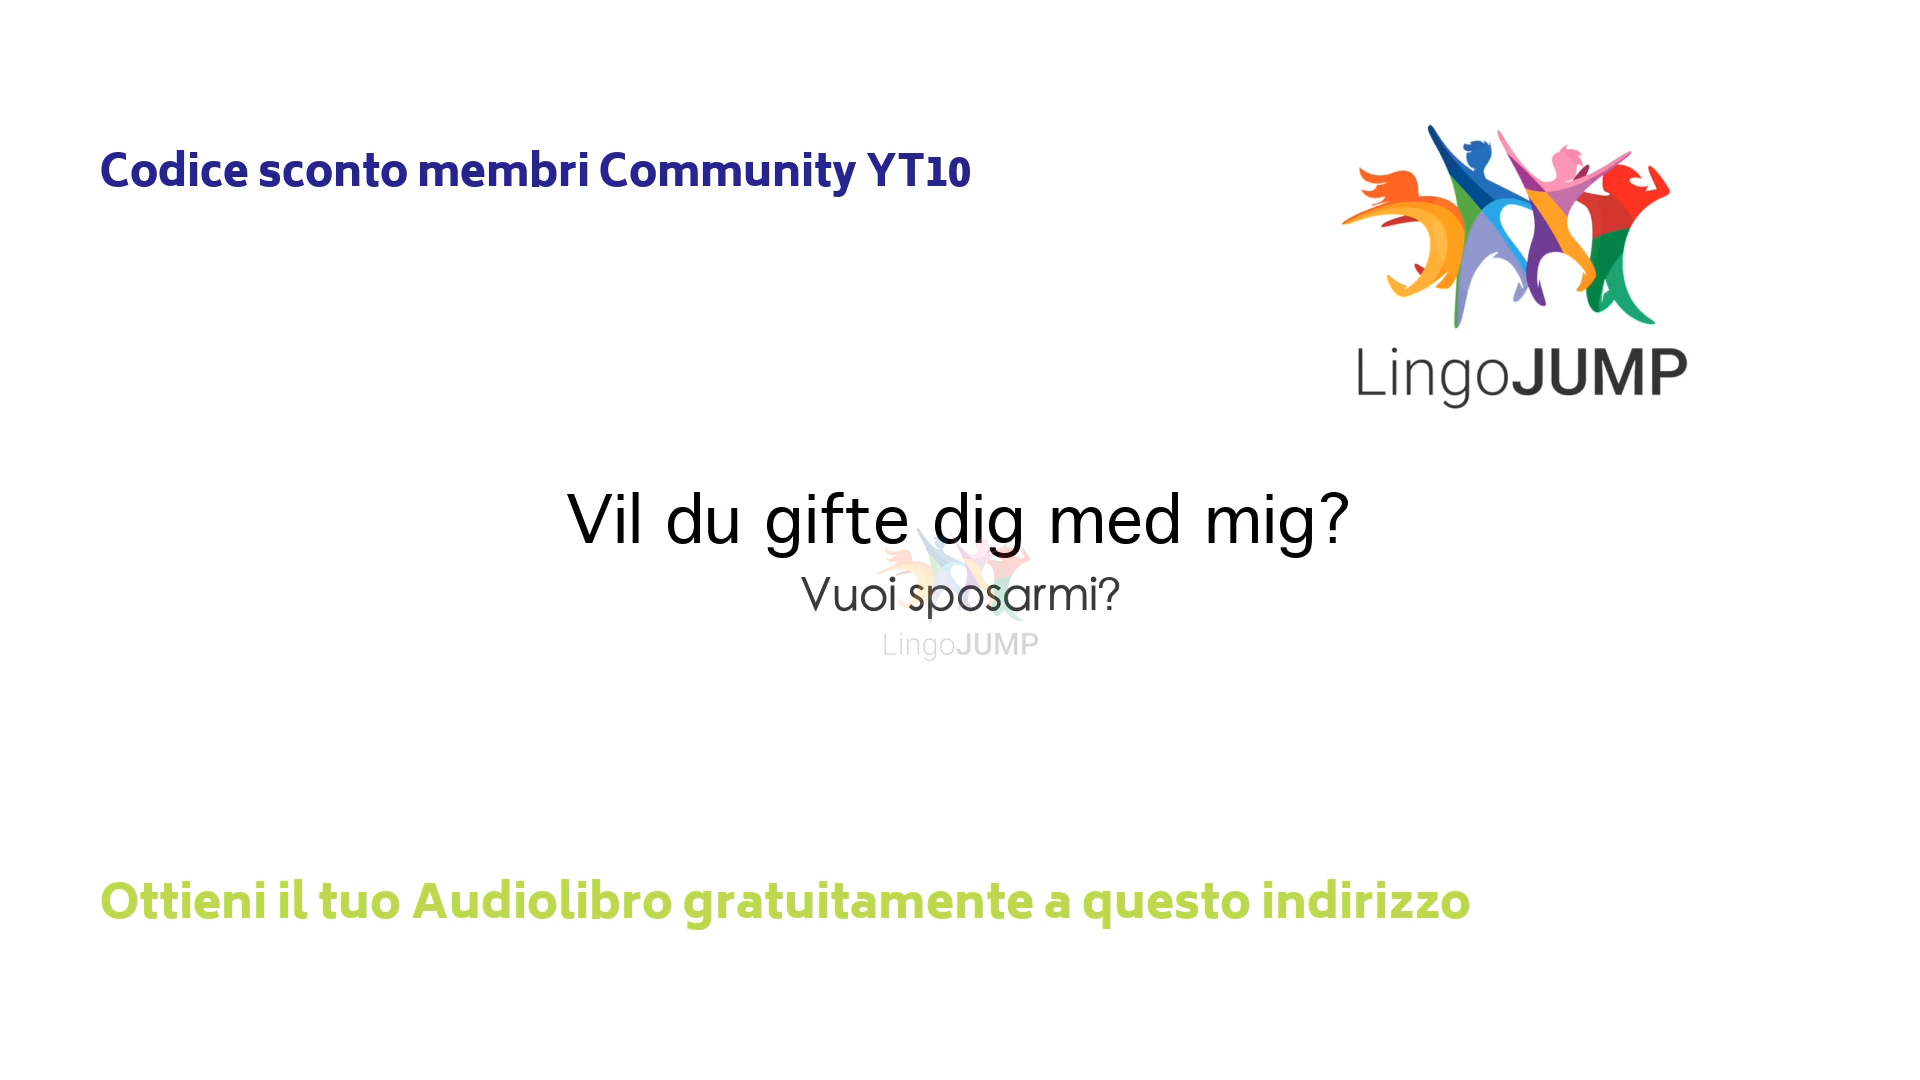 Codice sconto membri Community YT10
LingoJUMP
Vil du gifte dig med mig?
Vuoi sposarmi?
LingoJUMP
Ottieni il tuo Audiolibro gratuitamente a questo indirizzo